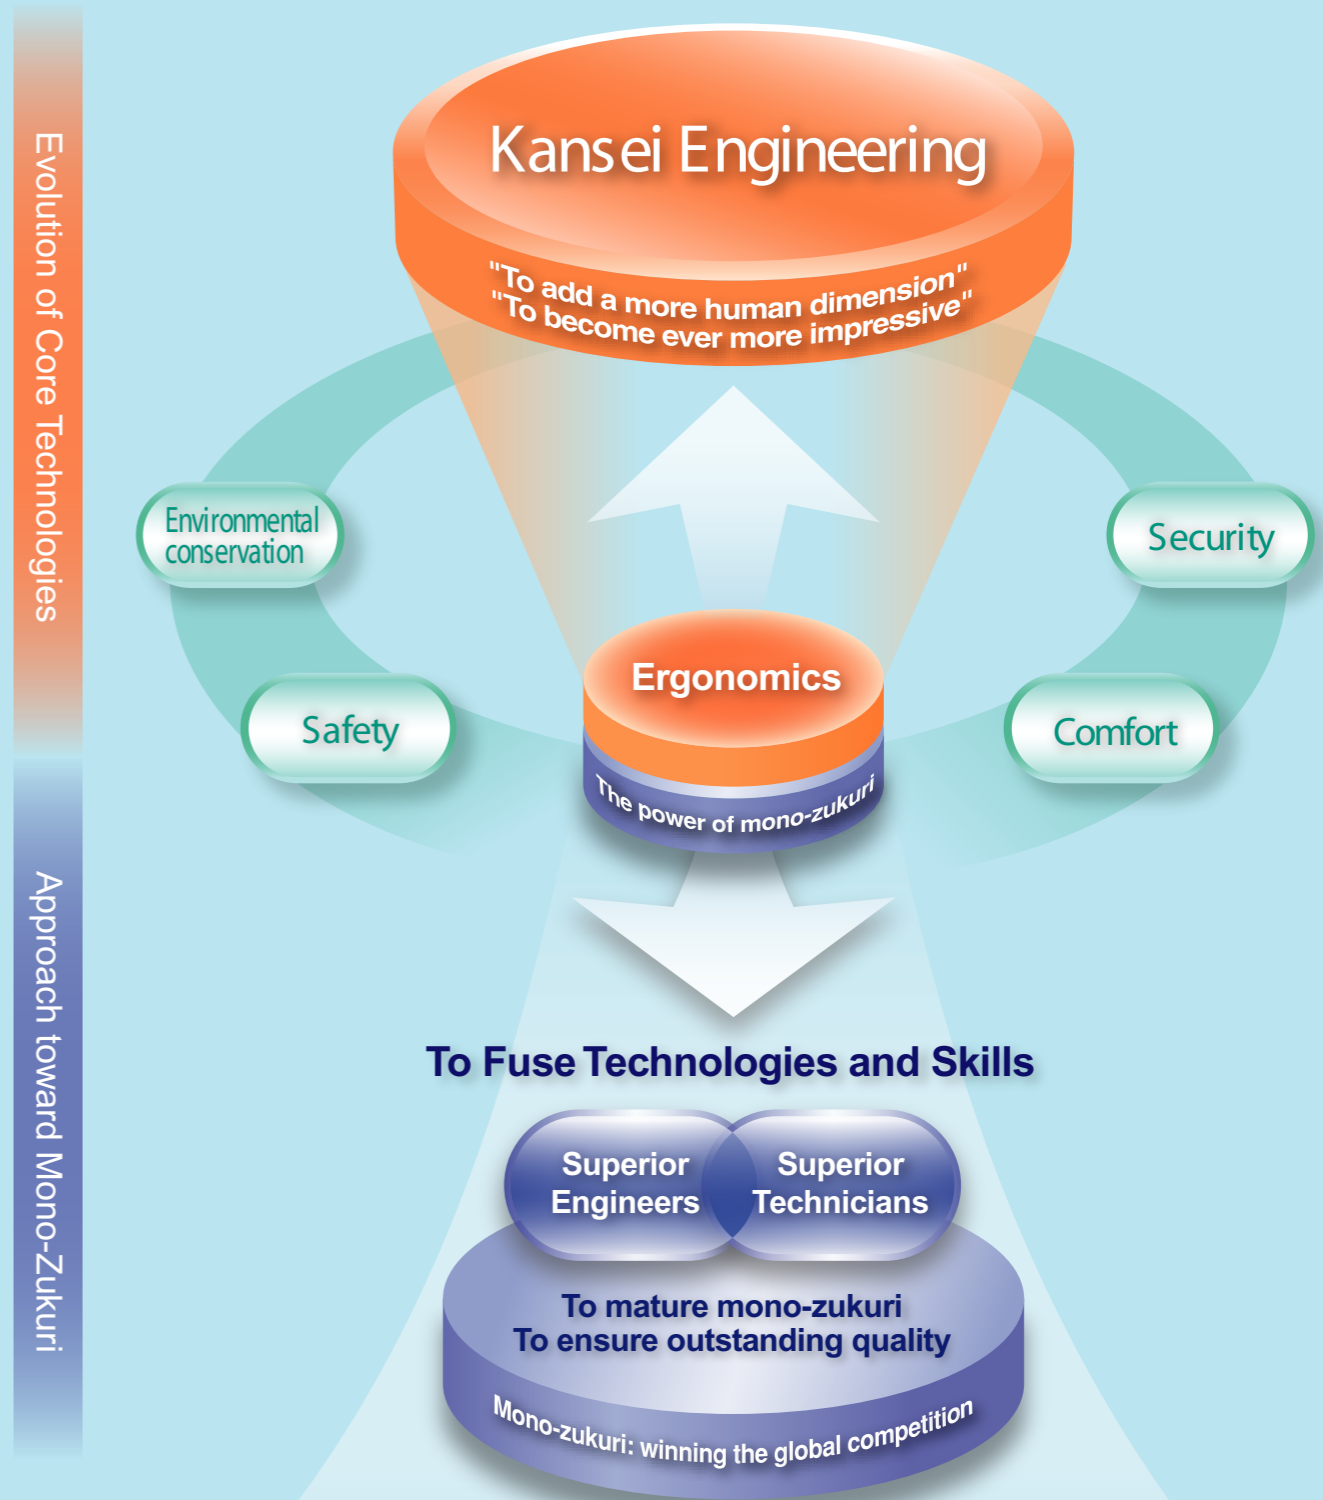 Evolution of Core Technologies
Kansei Engineering
"To add a more human dimension"
"To become ever more impressive"
Environmental
conservation
Security
Safety
Ergonomics
Comfort
The power of mono-zukuri
Approach toward Mono-Zukuri
To Fuse Technologies and Skills
Superior
Engineers
Superior
Technicians
To mature mono-zukuri
To ensure outstanding quality
Mono-zukuri: winning the global competition